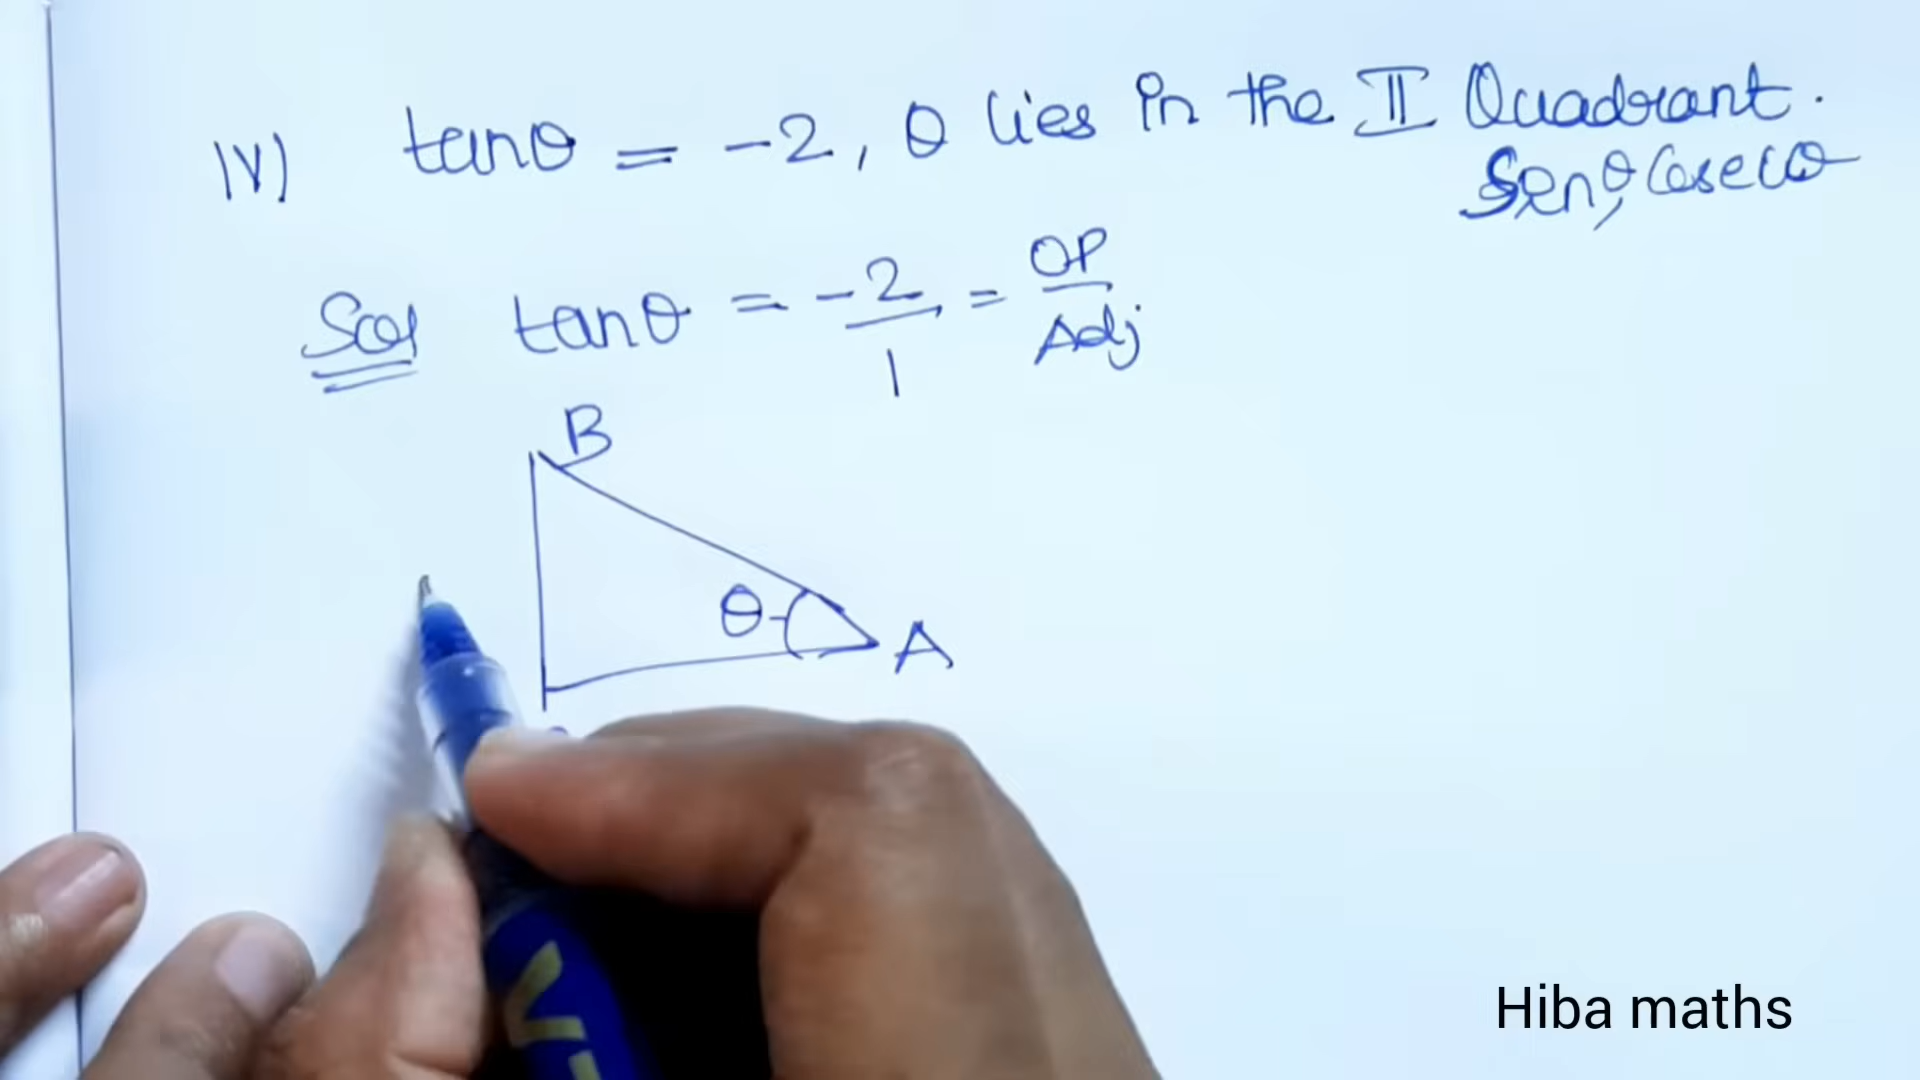 IV) tanθ = -2, θ lies in the II Quadrant.
Sinθ, Cosecθ
Sol tanθ = -2/1 = OP/Adj
B
θ
A
Hiba maths